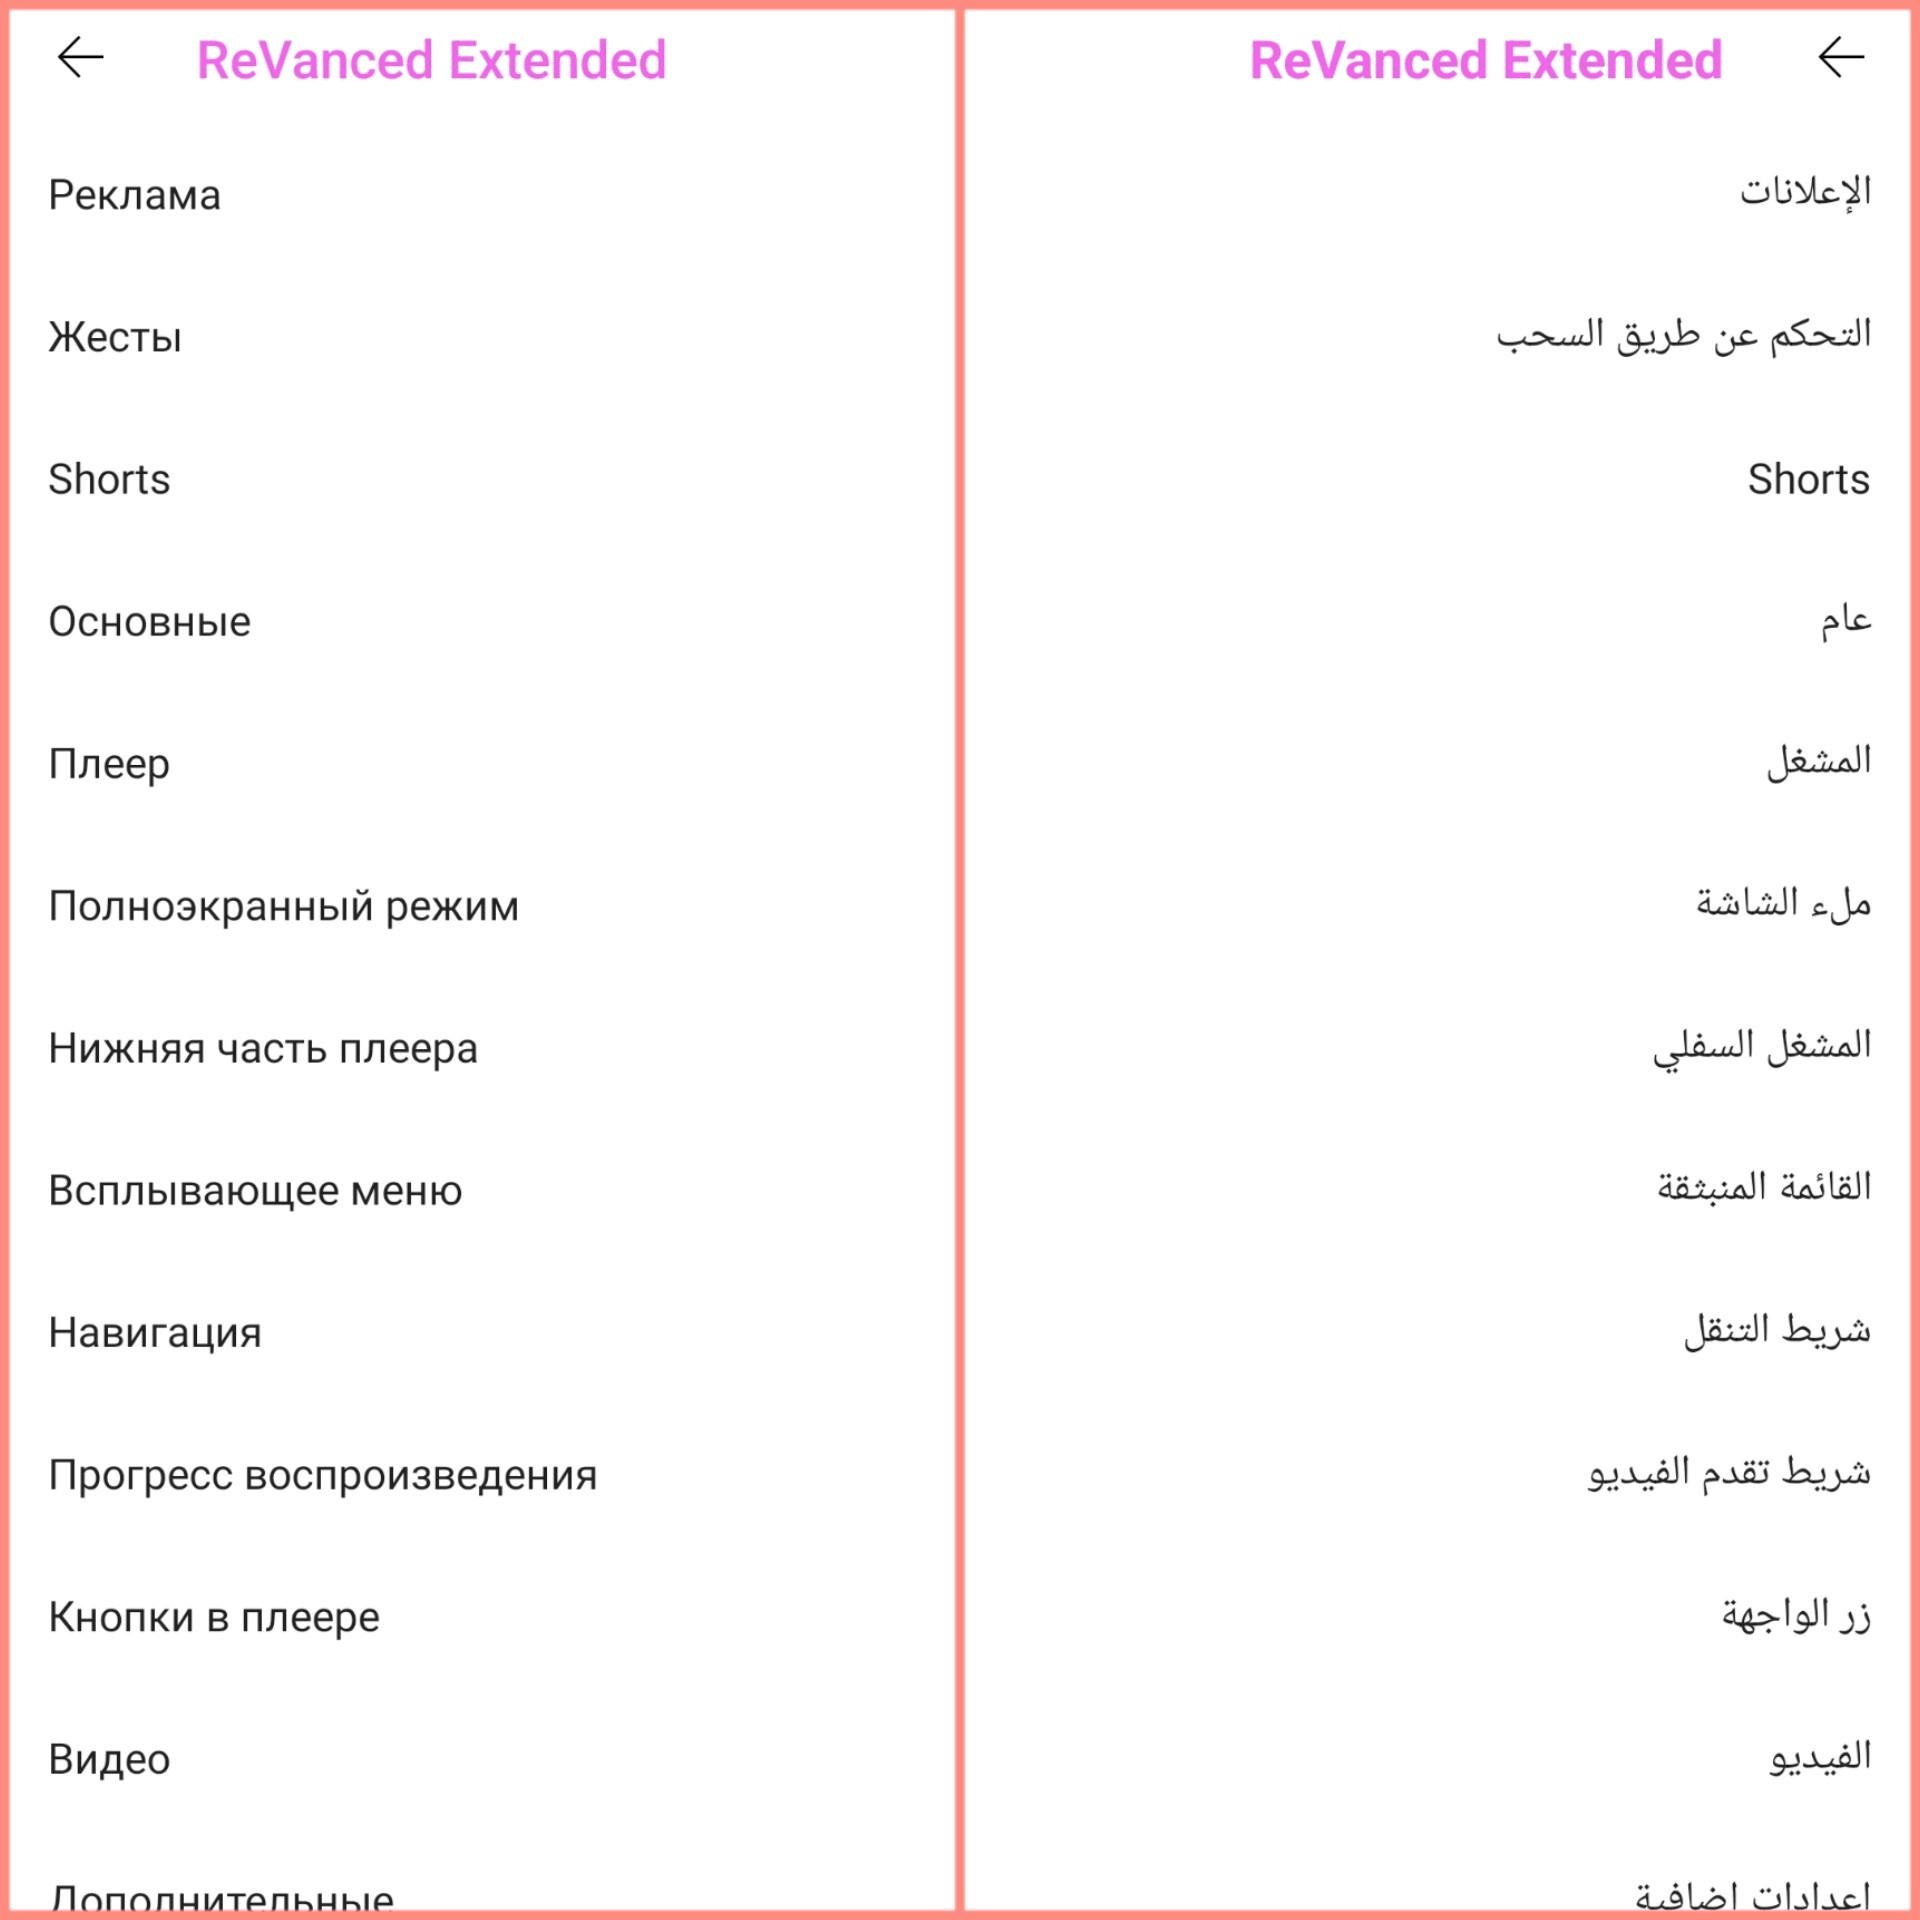 ReVanced Extended
Реклама
Жесты
Shorts
Основные
Плеер
Полноэкранный режим
Нижняя часть плеера
Всплывающее меню
Навигация
Прогресс воспроизведения
Кнопки в плеере
Видео
Дополнительные
ReVanced Extended
الإعلانات
التحكم عن طريق السحب
Shorts
عام
المشغل
ملء الشاشة
المشغل السفلي
القائمة المنبثقة
شريط التنقل
شريط تقدم الفيديو
زر الواجهة
الفيديو
اعدادات اضافية